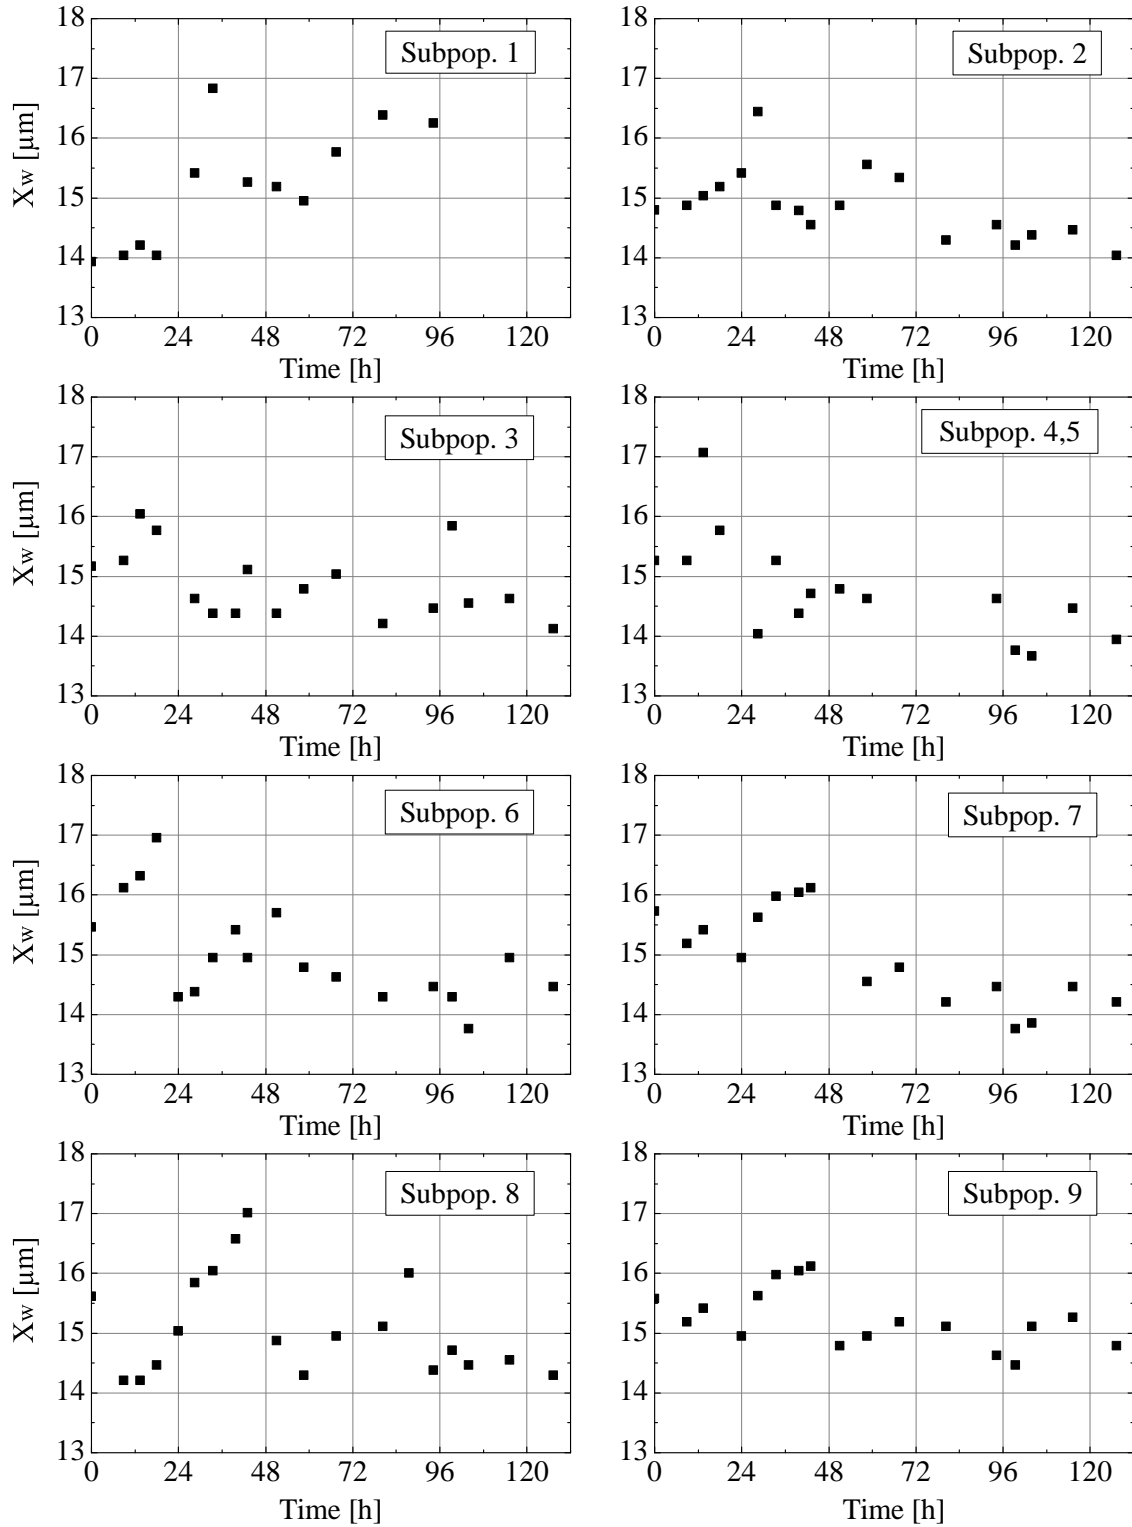 18
17
16
15
14
13
Xw [μm]
Subpop. 1
0 24 48 72 96 120
Time [h]
18
17
16
15
14
13
Subpop. 2
0 24 48 72 96 120
Time [h]
18
17
16
15
14
13
Xw [μm]
Subpop. 3
0 24 48 72 96 120
Time [h]
18
17
16
15
14
13
Subpop. 4,5
0 24 48 72 96 120
Time [h]
18
17
16
15
14
13
Xw [μm]
Subpop. 6
0 24 48 72 96 120
Time [h]
18
17
16
15
14
13
Subpop. 7
0 24 48 72 96 120
Time [h]
18
17
16
15
14
13
Xw [μm]
Subpop. 8
0 24 48 72 96 120
Time [h]
18
17
16
15
14
13
Subpop. 9
0 24 48 72 96 120
Time [h]